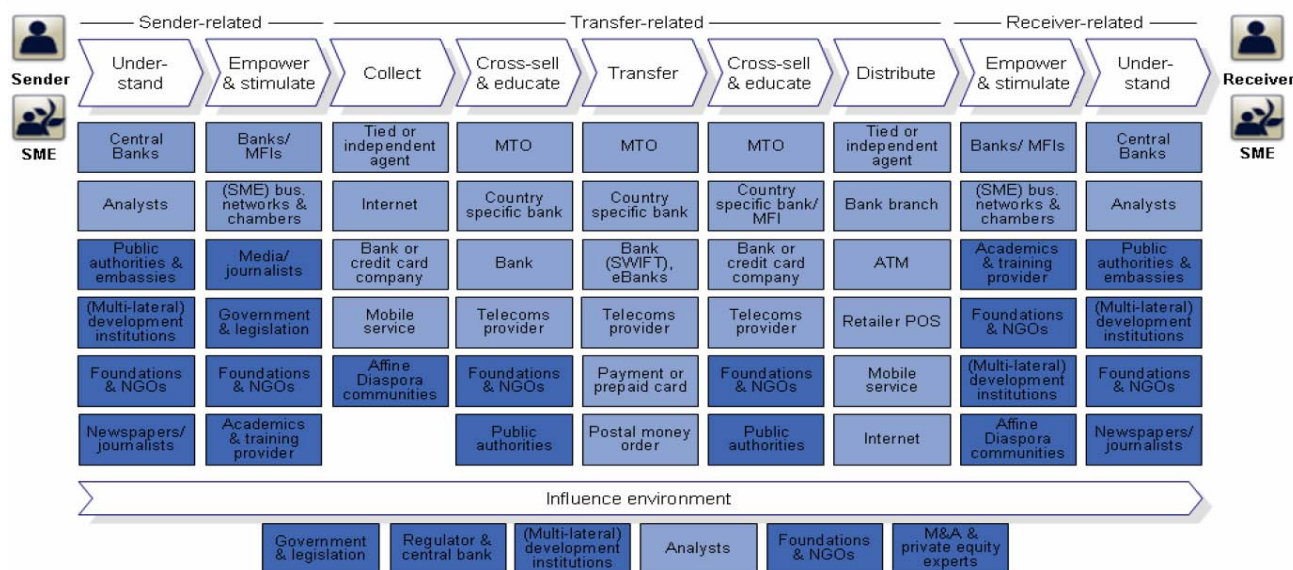 Sender-related
Transfer-related
Receiver-related
Sender
SME
Under-
stand
Empower
& stimulate
Collect
Cross-sell
& educate
Transfer
Cross-sell
& educate
Distribute
Empower
& stimulate
Under-
stand
Receiver
SME
Central
Banks
Banks/
MFIs
Tied or
independent
agent
MTO
MTO
MTO
Tied or
independent
agent
Banks/ MFIs
Central
Banks
Analysts
(SME) bus.
networks &
chambers
Internet
Country
specific bank
Country
specific bank
Country
specific bank/
MFI
Bank branch
(SME) bus.
networks &
chambers
Analysts
Public
authorities &
embassies
Media/
journalists
Bank or
credit card
company
Bank
Bank
(SWIFT),
eBanks
Bank or
credit card
company
ATM
Academics
& training
provider
Public
authorities &
embassies
(Multi-lateral)
development
institutions
Government
& legislation
Mobile
service
Telecoms
provider
Telecoms
provider
Telecoms
provider
Retailer POS
Foundations
& NGOs
(Multi-lateral)
development
institutions
Foundations
& NGOs
Foundations
& NGOs
Affine
Diaspora
communities
Foundations
& NGOs
Payment or
prepaid card
Foundations
& NGOs
Mobile
service
(Multi-lateral)
development
institutions
Foundations
& NGOs
Newspapers/
journalists
Academics
& training
provider
Public
authorities
Postal money
order
Public
authorities
Internet
Affine
Diaspora
communities
Newspapers/
journalists
Influence environment
Government
& legislation
Regulator &
central bank
(Multi-lateral)
development
institutions
Analysts
Foundations
& NGOs
M&A &
private equity
experts